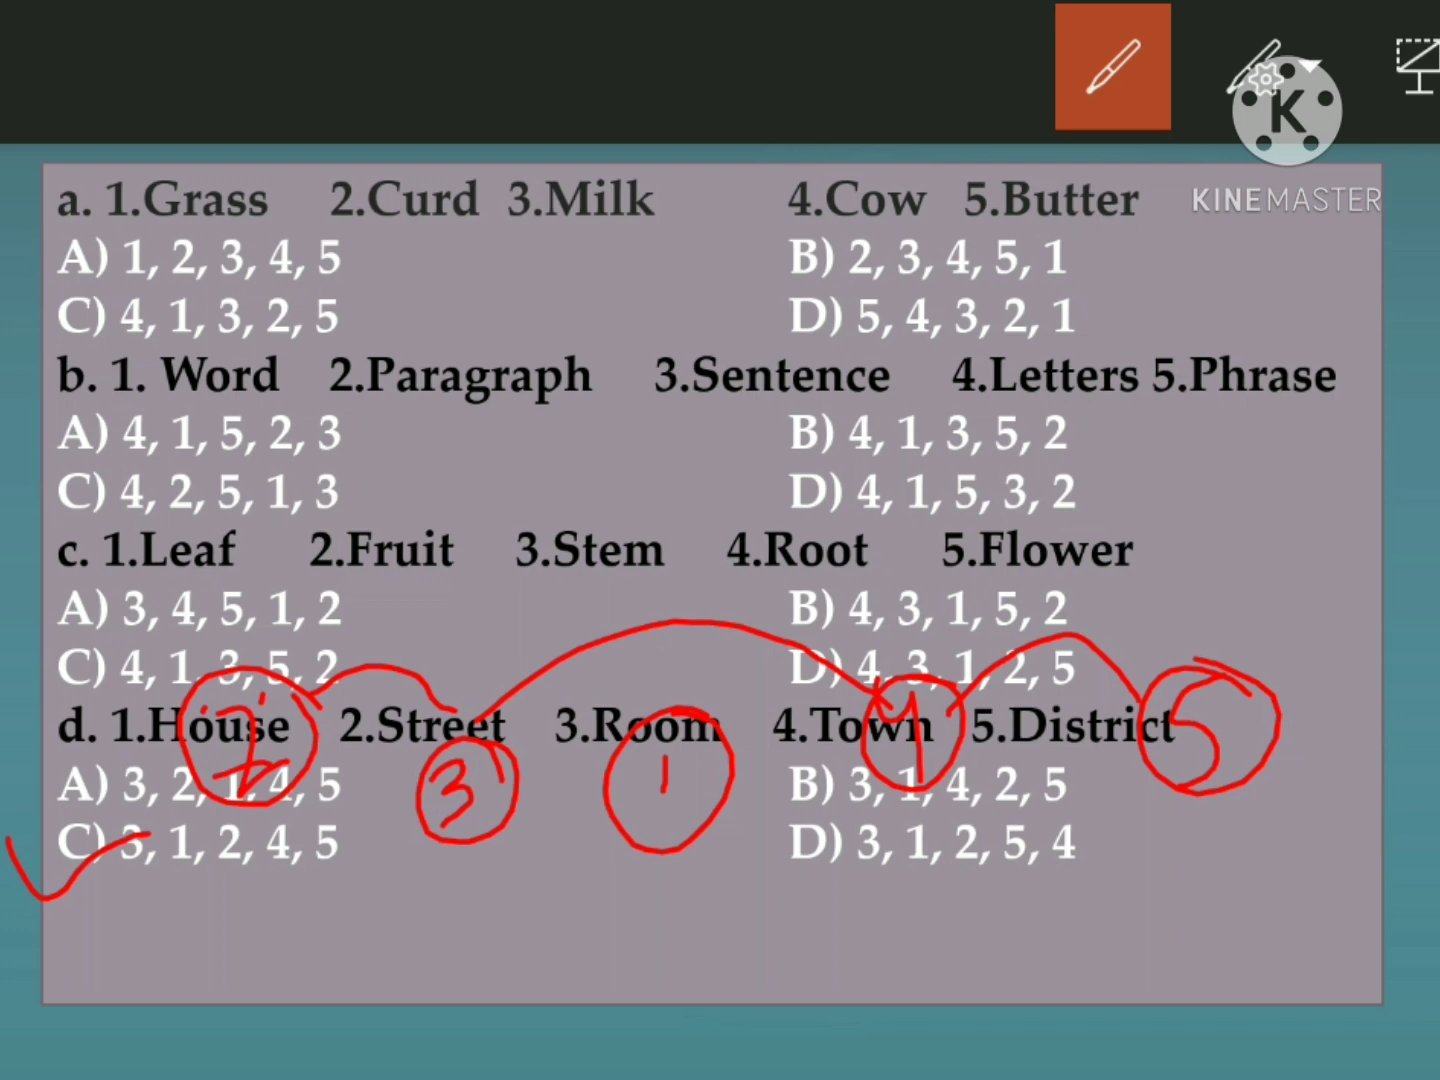 K
KINEMASTER
a. 1.Grass 2.Curd 3.Milk 4.Cow 5.Butter
A) 1, 2, 3, 4, 5 B) 2, 3, 4, 5, 1
C) 4, 1, 3, 2, 5 D) 5, 4, 3, 2, 1
b. 1. Word 2.Paragraph 3.Sentence 4.Letters 5.Phrase
A) 4, 1, 5, 2, 3 B) 4, 1, 3, 5, 2
C) 4, 2, 5, 1, 3 D) 4, 1, 5, 3, 2
c. 1.Leaf 2.Fruit 3.Stem 4.Root 5.Flower
A) 3, 4, 5, 1, 2 B) 4, 3, 1, 5, 2
C) 4, 1, 3, 5, 2 D) 4, 3, 1, 2, 5
d. 1.House 2.Street 3.Room 4.Town 5.District
2 3 1 4 5
A) 3, 2, 1, 4, 5 B) 3, 1, 4, 2, 5
C) 3, 1, 2, 4, 5 D) 3, 1, 2, 5, 4